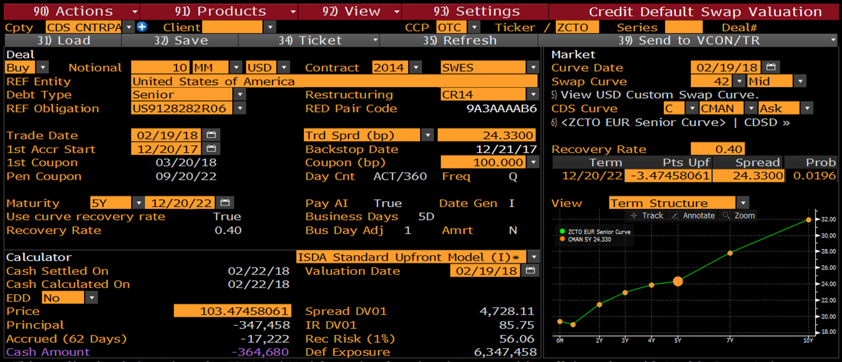 90) Actions 91) Products 92) View 93) Settings Credit Default Swap Valuation
Cpty CDS CNTRPA Client CCP OTC Ticker / ZCTO Series Deal#
31) Load 32) Save 34) Ticket 35) Refresh 39) Send to VCON/TR
Deal
Buy Notional 10 MM USD Contract 2014 SWES
REF Entity United States of America
Debt Type Senior Restructuring CR14
REF Obligation US9128282R06 RED Pair Code 9A3AAAAB6
Trade Date 02/19/18 Trd Sprd (bp) 24.3300
1st Accr Start 12/20/17 Backstop Date 12/21/17
1st Coupon 03/20/18 Coupon (bp) 100.000
Pen Coupon 09/20/22 Day Cnt ACT/360 Freq Q
Maturity 5Y 12/20/22 Pay AI True Date Gen I
Use curve recovery rate True Business Days 5D
Recovery Rate 0.40 Bus Day Adj 1 Amrt N
Calculator ISDA Standard Upfront Model (I)
Cash Settled On 02/22/18 Valuation Date 02/19/18
Cash Calculated On 02/22/18
EDD No
Price 103.47458061 Spread DV01 4,728.11
Principal -347,458 IR DV01 85.75
Accrued (62 Days) -17,222 Rec Risk (1%) 56.06
Cash Amount -364,680 Def Exposure 6,347,458
Market
Curve Date 02/19/18
Swap Curve 42 Mid
5) View USD Custom Swap Curve.
CDS Curve C CMAN Ask
6) <ZCTO EUR Senior Curve> | CDSD »
Recovery Rate 0.40
Term Pts Upf Spread Prob
12/20/22 -3.47458061 24.3300 0.0196
View Term Structure
Track Annotate Zoom
ZCTO EUR Senior Curve
CMAN 5Y 24.330
32.00
30.00
28.00
26.00
24.00
22.00
20.00
18.00
6M 2Y 3Y 4Y 5Y 7Y 10Y